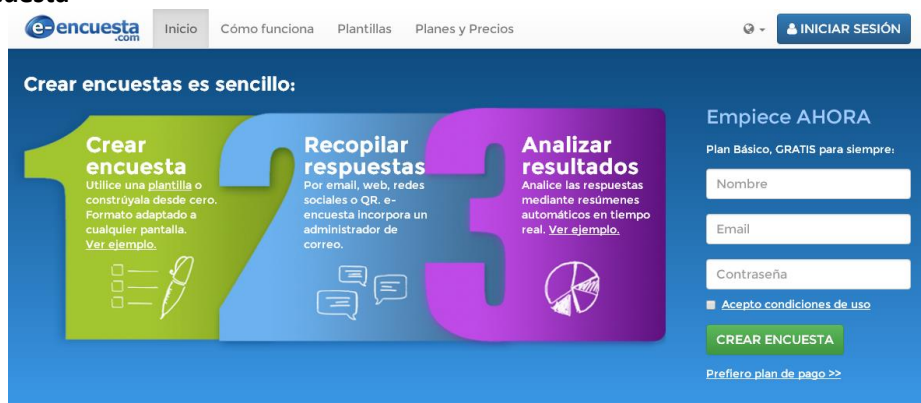 e-encuesta
.com
Inicio
Cómo funciona
Plantillas
Planes y Precios
INICIAR SESIÓN
Crear encuestas es sencillo:
Crear
encuesta
Utilice una plantilla o
constrúyala desde cero.
Formato adaptado a
cualquier pantalla.
Ver ejemplo.
Recopilar
respuestas
Por email, web, redes
sociales o QR. e-
encuesta incorpora un
administrador de
correo.
Analizar
resultados
Analice las respuestas
mediante resúmenes
automáticos en tiempo
real. Ver ejemplo.
1
2
3
Empiece AHORA
Plan Básico, GRATIS para siempre:
Nombre
Email
Contraseña
Acepto condiciones de uso
CREAR ENCUESTA
Prefiero plan de pago >>